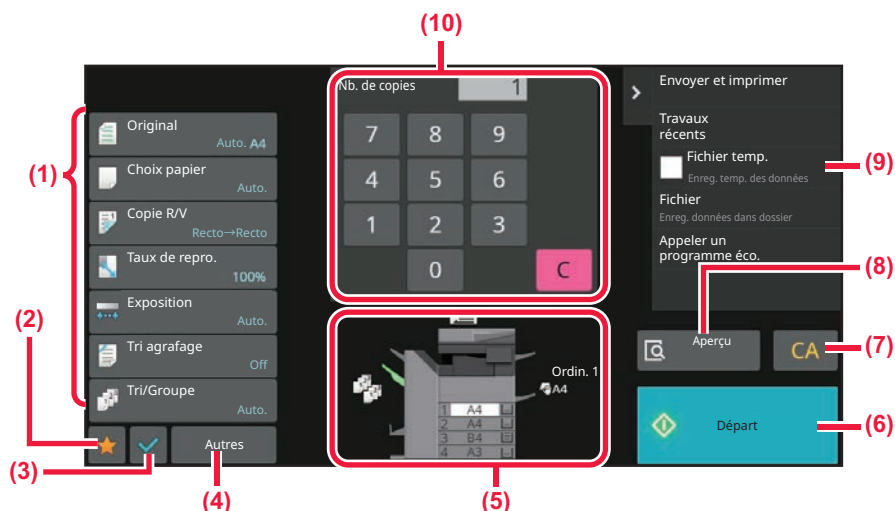 (10)
Nb. de copies 1
7 8 9
4 5 6
1 2 3
0 C
(1)
Original
Auto. A4
Choix papier
Auto.
Copie R/V
Recto→Recto
Taux de repro.
100%
Exposition
Auto.
Tri agrafage
Off
Tri/Groupe
Auto.
(2)
(3)
Autres
(4)
Ordin. 1
A4
1 A4
2 A4
3 B4
4 A3
(5)
Envoyer et imprimer
Travaux
récents
Fichier temp.
Enreg. temp. des données
(9)
Fichier
Enreg. données dans dossier
Appeler un
programme éco.
(8)
Aperçu
CA
(7)
Départ
(6)